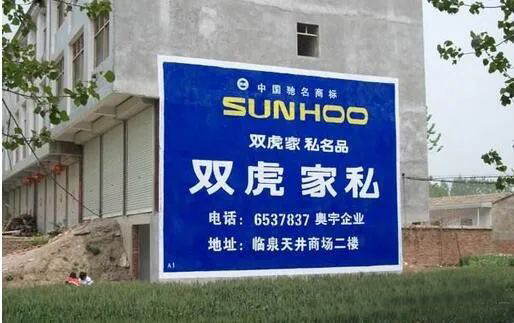 中国驰名商标
SUNHOO
双虎家私名品
双虎家私
电话：6537837 奥宇企业
地址：临泉天井商场二楼
A1